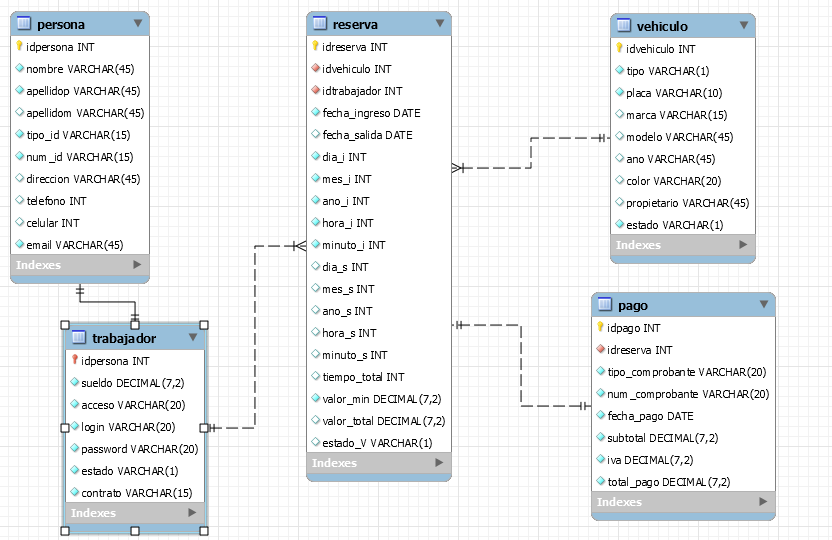 persona
idpersona INT
nombre VARCHAR(45)
apellidop VARCHAR(45)
apellidom VARCHAR(45)
tipo_id VARCHAR(15)
num_id VARCHAR(15)
direccion VARCHAR(45)
telefono INT
celular INT
email VARCHAR(45)
Indexes
trabajador
idpersona INT
sueldo DECIMAL(7,2)
acceso VARCHAR(20)
login VARCHAR(20)
password VARCHAR(20)
estado VARCHAR(1)
contrato VARCHAR(15)
Indexes
reserva
idreserva INT
idvehiculo INT
idtrabajador INT
fecha_ingreso DATE
fecha_salida DATE
dia_i INT
mes_i INT
ano_i INT
hora_i INT
minuto_i INT
dia_s INT
mes_s INT
ano_s INT
hora_s INT
minuto_s INT
tiempo_total INT
valor_min DECIMAL(7,2)
valor_total DECIMAL(7,2)
estado_V VARCHAR(1)
Indexes
vehiculo
idvehiculo INT
tipo VARCHAR(1)
placa VARCHAR(10)
marca VARCHAR(15)
modelo VARCHAR(45)
ano VARCHAR(45)
color VARCHAR(20)
propietario VARCHAR(45)
estado VARCHAR(1)
Indexes
pago
idpago INT
idreserva INT
tipo_comprobante VARCHAR(20)
num_comprobante VARCHAR(20)
fecha_pago DATE
subtotal DECIMAL(7,2)
iva DECIMAL(7,2)
total_pago DECIMAL(7,2)
Indexes